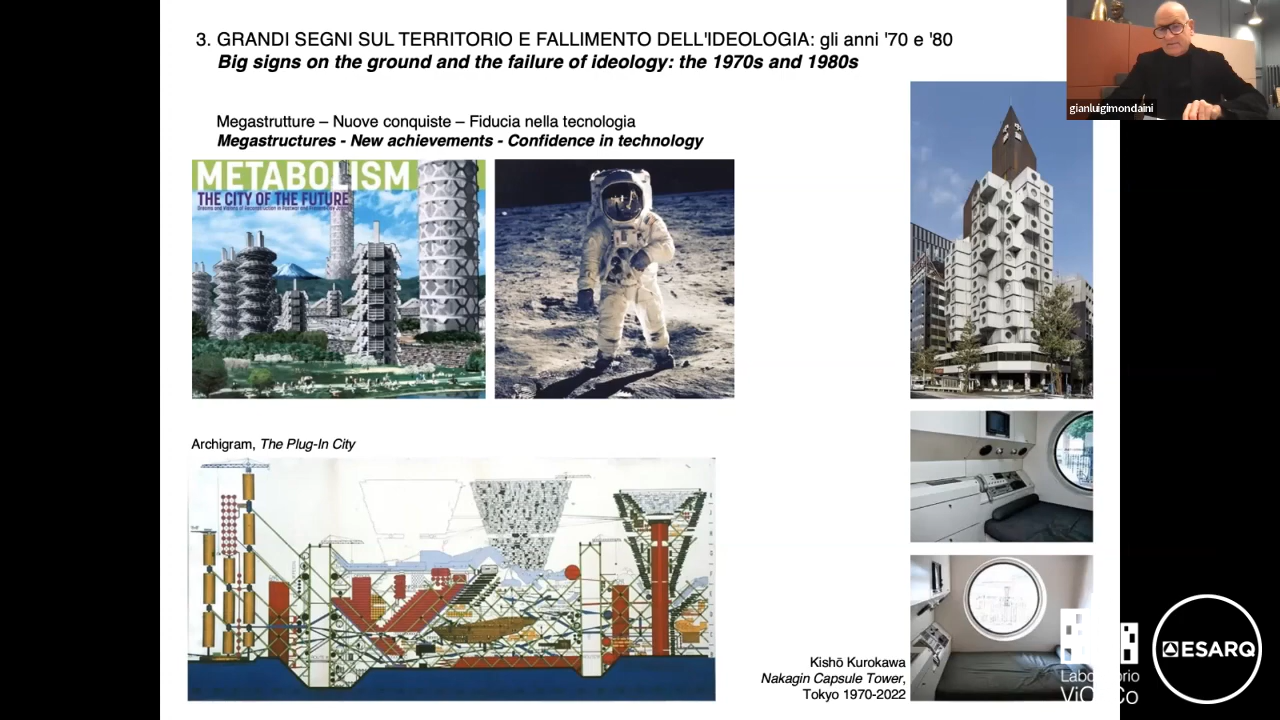 3. GRANDI SEGNI SUL TERRITORIO E FALLIMENTO DELL'IDEOLOGIA: gli anni '70 e '80
Big signs on the ground and the failure of ideology: the 1970s and 1980s
gianluigimondaini
Megastrutture – Nuove conquiste – Fiducia nella tecnologia
Megastructures - New achievements - Confidence in technology
METABOLISM
THE CITY OF THE FUTURE
Archigram, The Plug-In City
Kishō Kurokawa
Nakagin Capsule Tower,
Tokyo 1970-2022
ESARQ